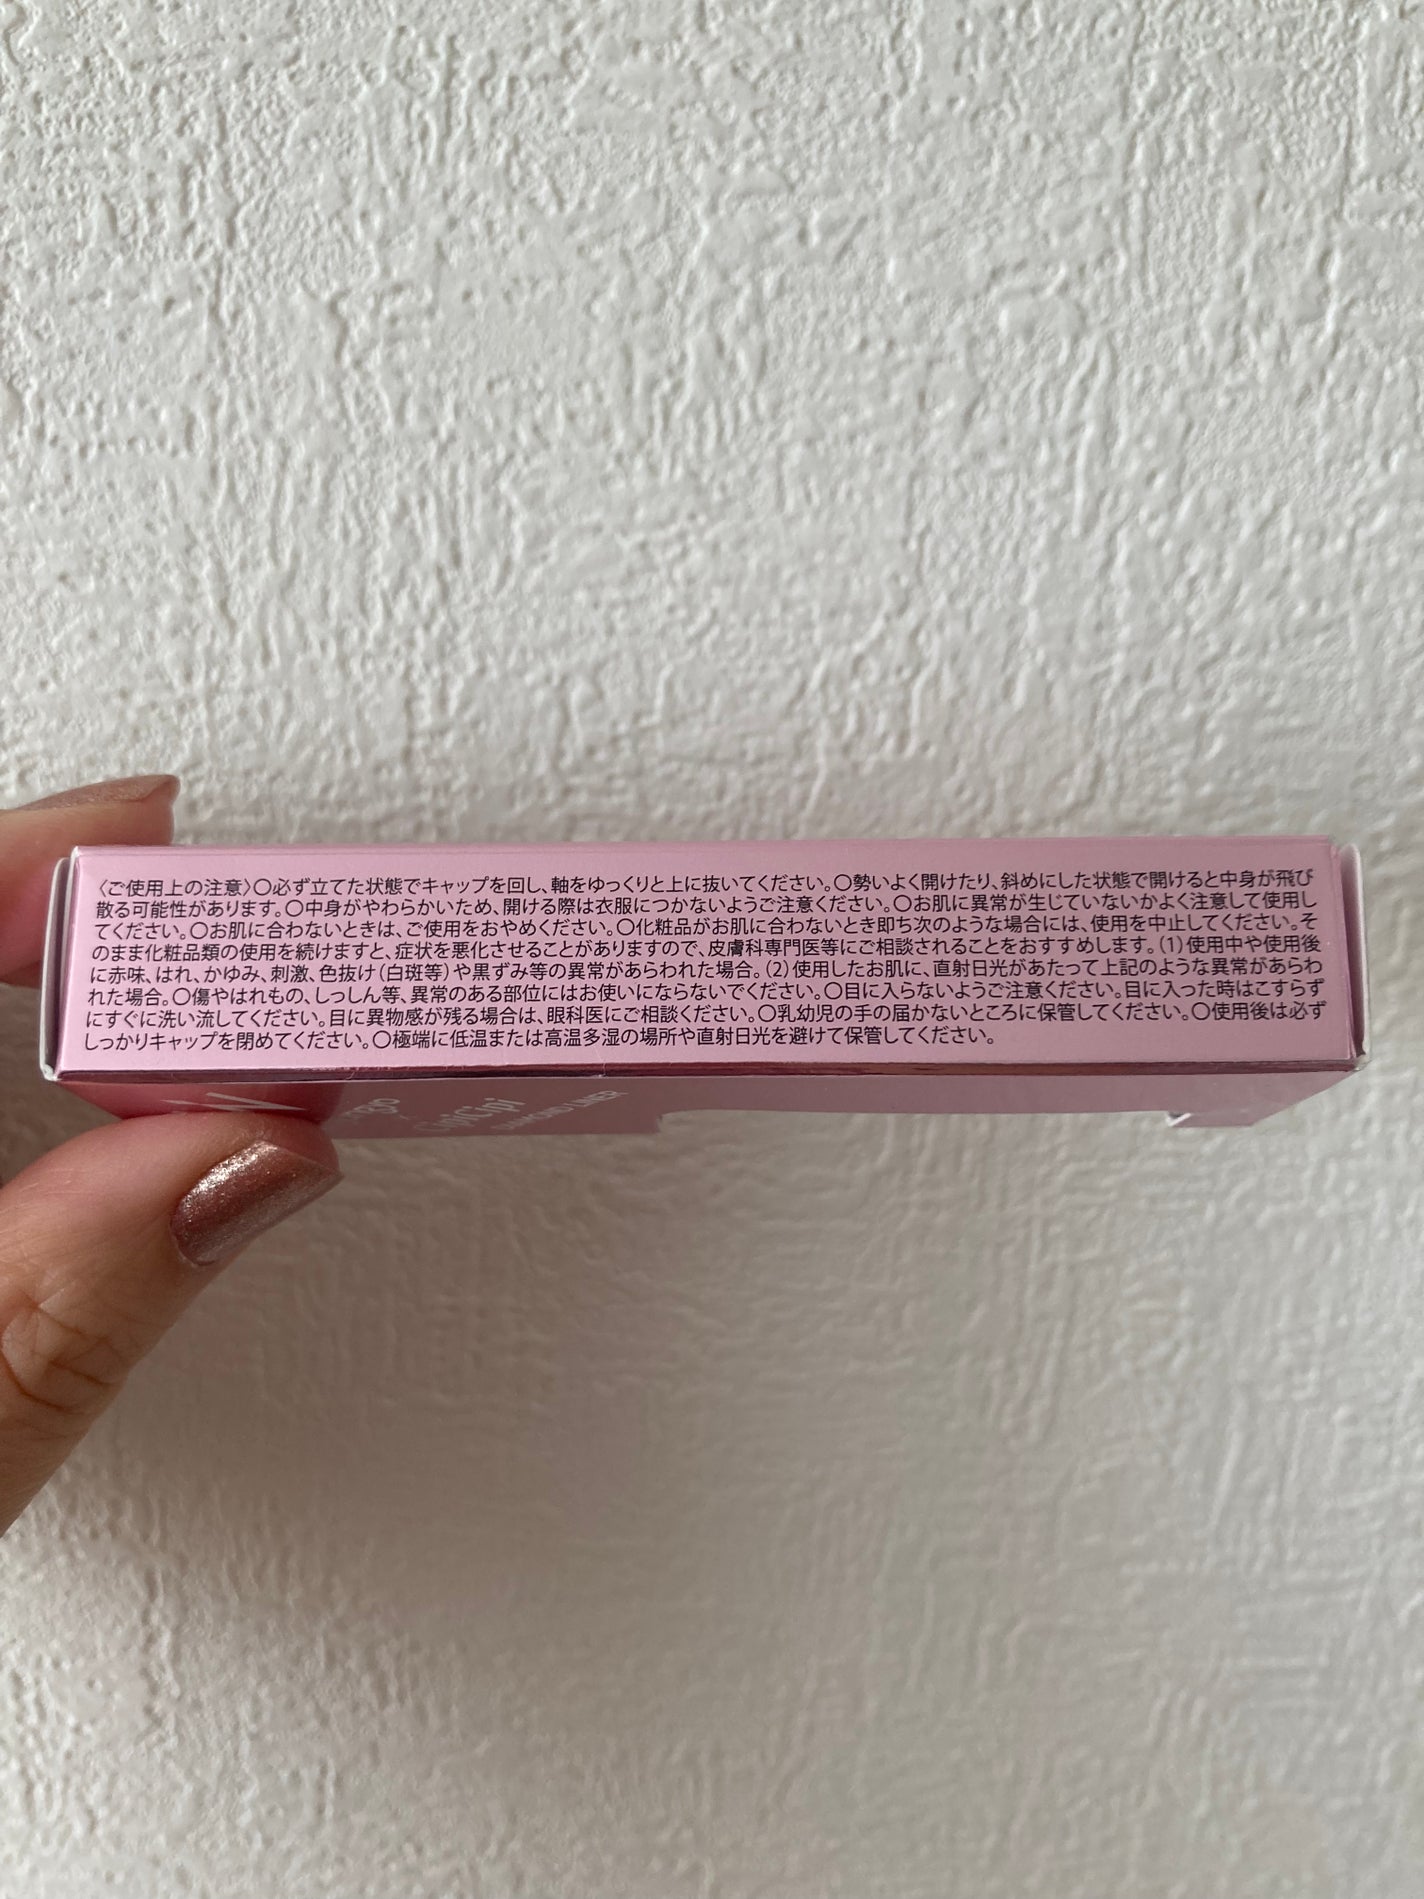 〈ご使用上の注意〉〇必ず立てた状態でキャップを回し、軸をゆっくりと上に抜いてください。〇勢いよく開けたり、斜めにした状態で開けると中身が飛び
散る可能性があります。〇中身がやわらかいため、開ける際は衣服につかないようご注意ください。〇お肌に異常が生じていないかよく注意して使用し
てください。〇お肌に合わないときは、ご使用をおやめください。〇化粧品がお肌に合わないとき即ち次のような場合には、使用を中止してください。そ
のまま化粧品類の使用を続けますと、症状を悪化させることがありますので、皮膚科専門医等にご相談されることをおすすめします。(1)使用中や使用後
に赤味、はれ、かゆみ、刺激、色抜け(白斑等)や黒ずみ等の異常があらわれた場合。(2)使用したお肌に、直射日光があたって上記のような異常があらわ
れた場合。〇傷やはれもの、しっしん等、異常のある部位にはお使いにならないでください。〇目に入らないようご注意ください。目に入った時はこすらず
にすぐに洗い流してください。目に異物感が残る場合は、眼科医にご相談ください。〇乳幼児の手の届かないところに保管してください。〇使用後は必ず
しっかりキャップを閉めてください。〇極端に低温または高温多湿の場所や直射日光を避けて保管してください。
CipiCipi
DIAMOND LINER